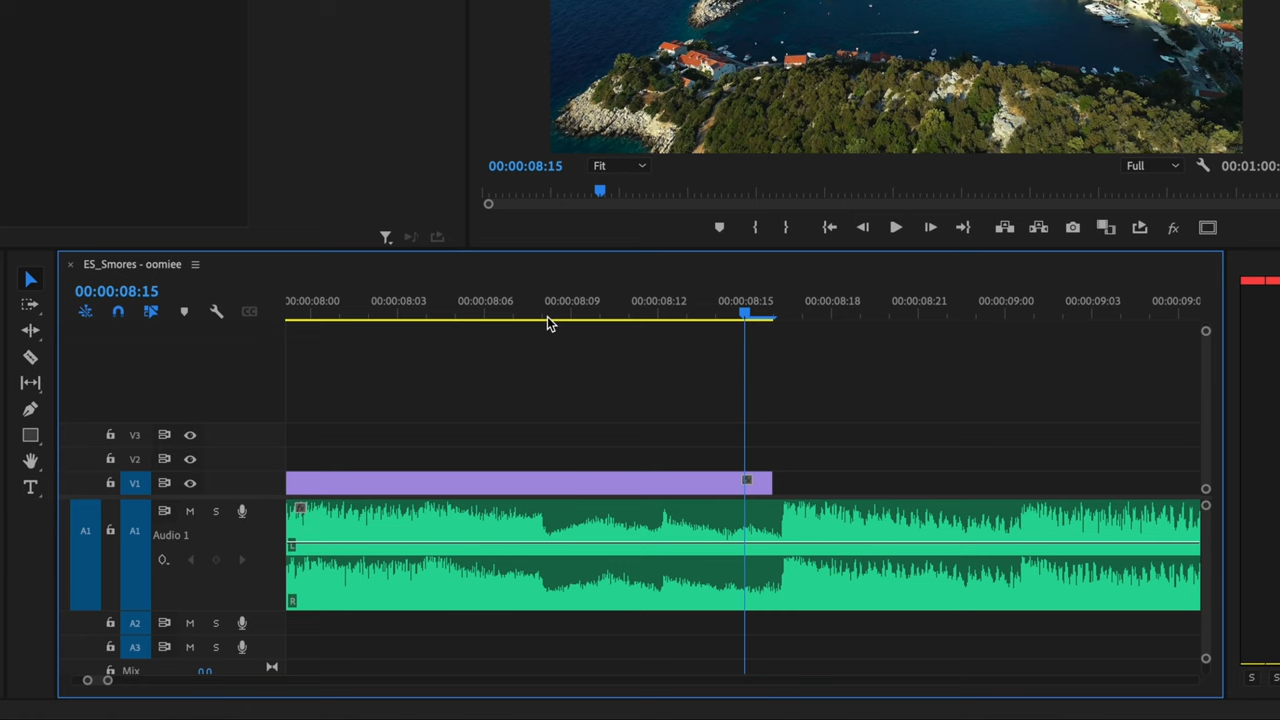 00:00:08:15 Fit Full 00:01:00:
fx
× ES_Smores - oomiee
00:00:08:15
00:00:08:00 00:00:08:03 00:00:08:06 00:00:08:09 00:00:08:12 00:00:08:15 00:00:08:18 00:00:08:21 00:00:09:00 00:00:09:03 00:00:09:0
CC
T
V3
V2
V1
A1 A1 M S
Audio 1
L
R
A2 M S
A3 M S
Mix 0.0
S S